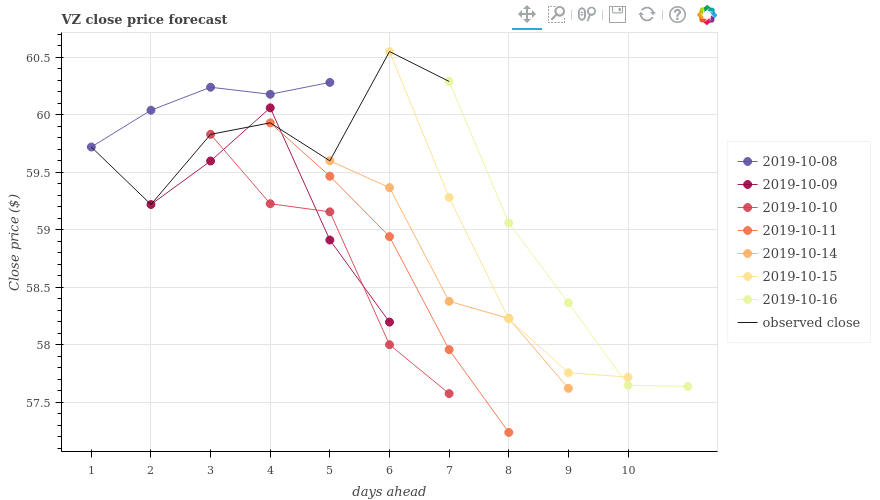 VZ close price forecast
60.5
60
59.5
59
58.5
58
57.5
Close price ($)
1 2 3 4 5 6 7 8 9 10
days ahead
2019-10-08
2019-10-09
2019-10-10
2019-10-11
2019-10-14
2019-10-15
2019-10-16
observed close